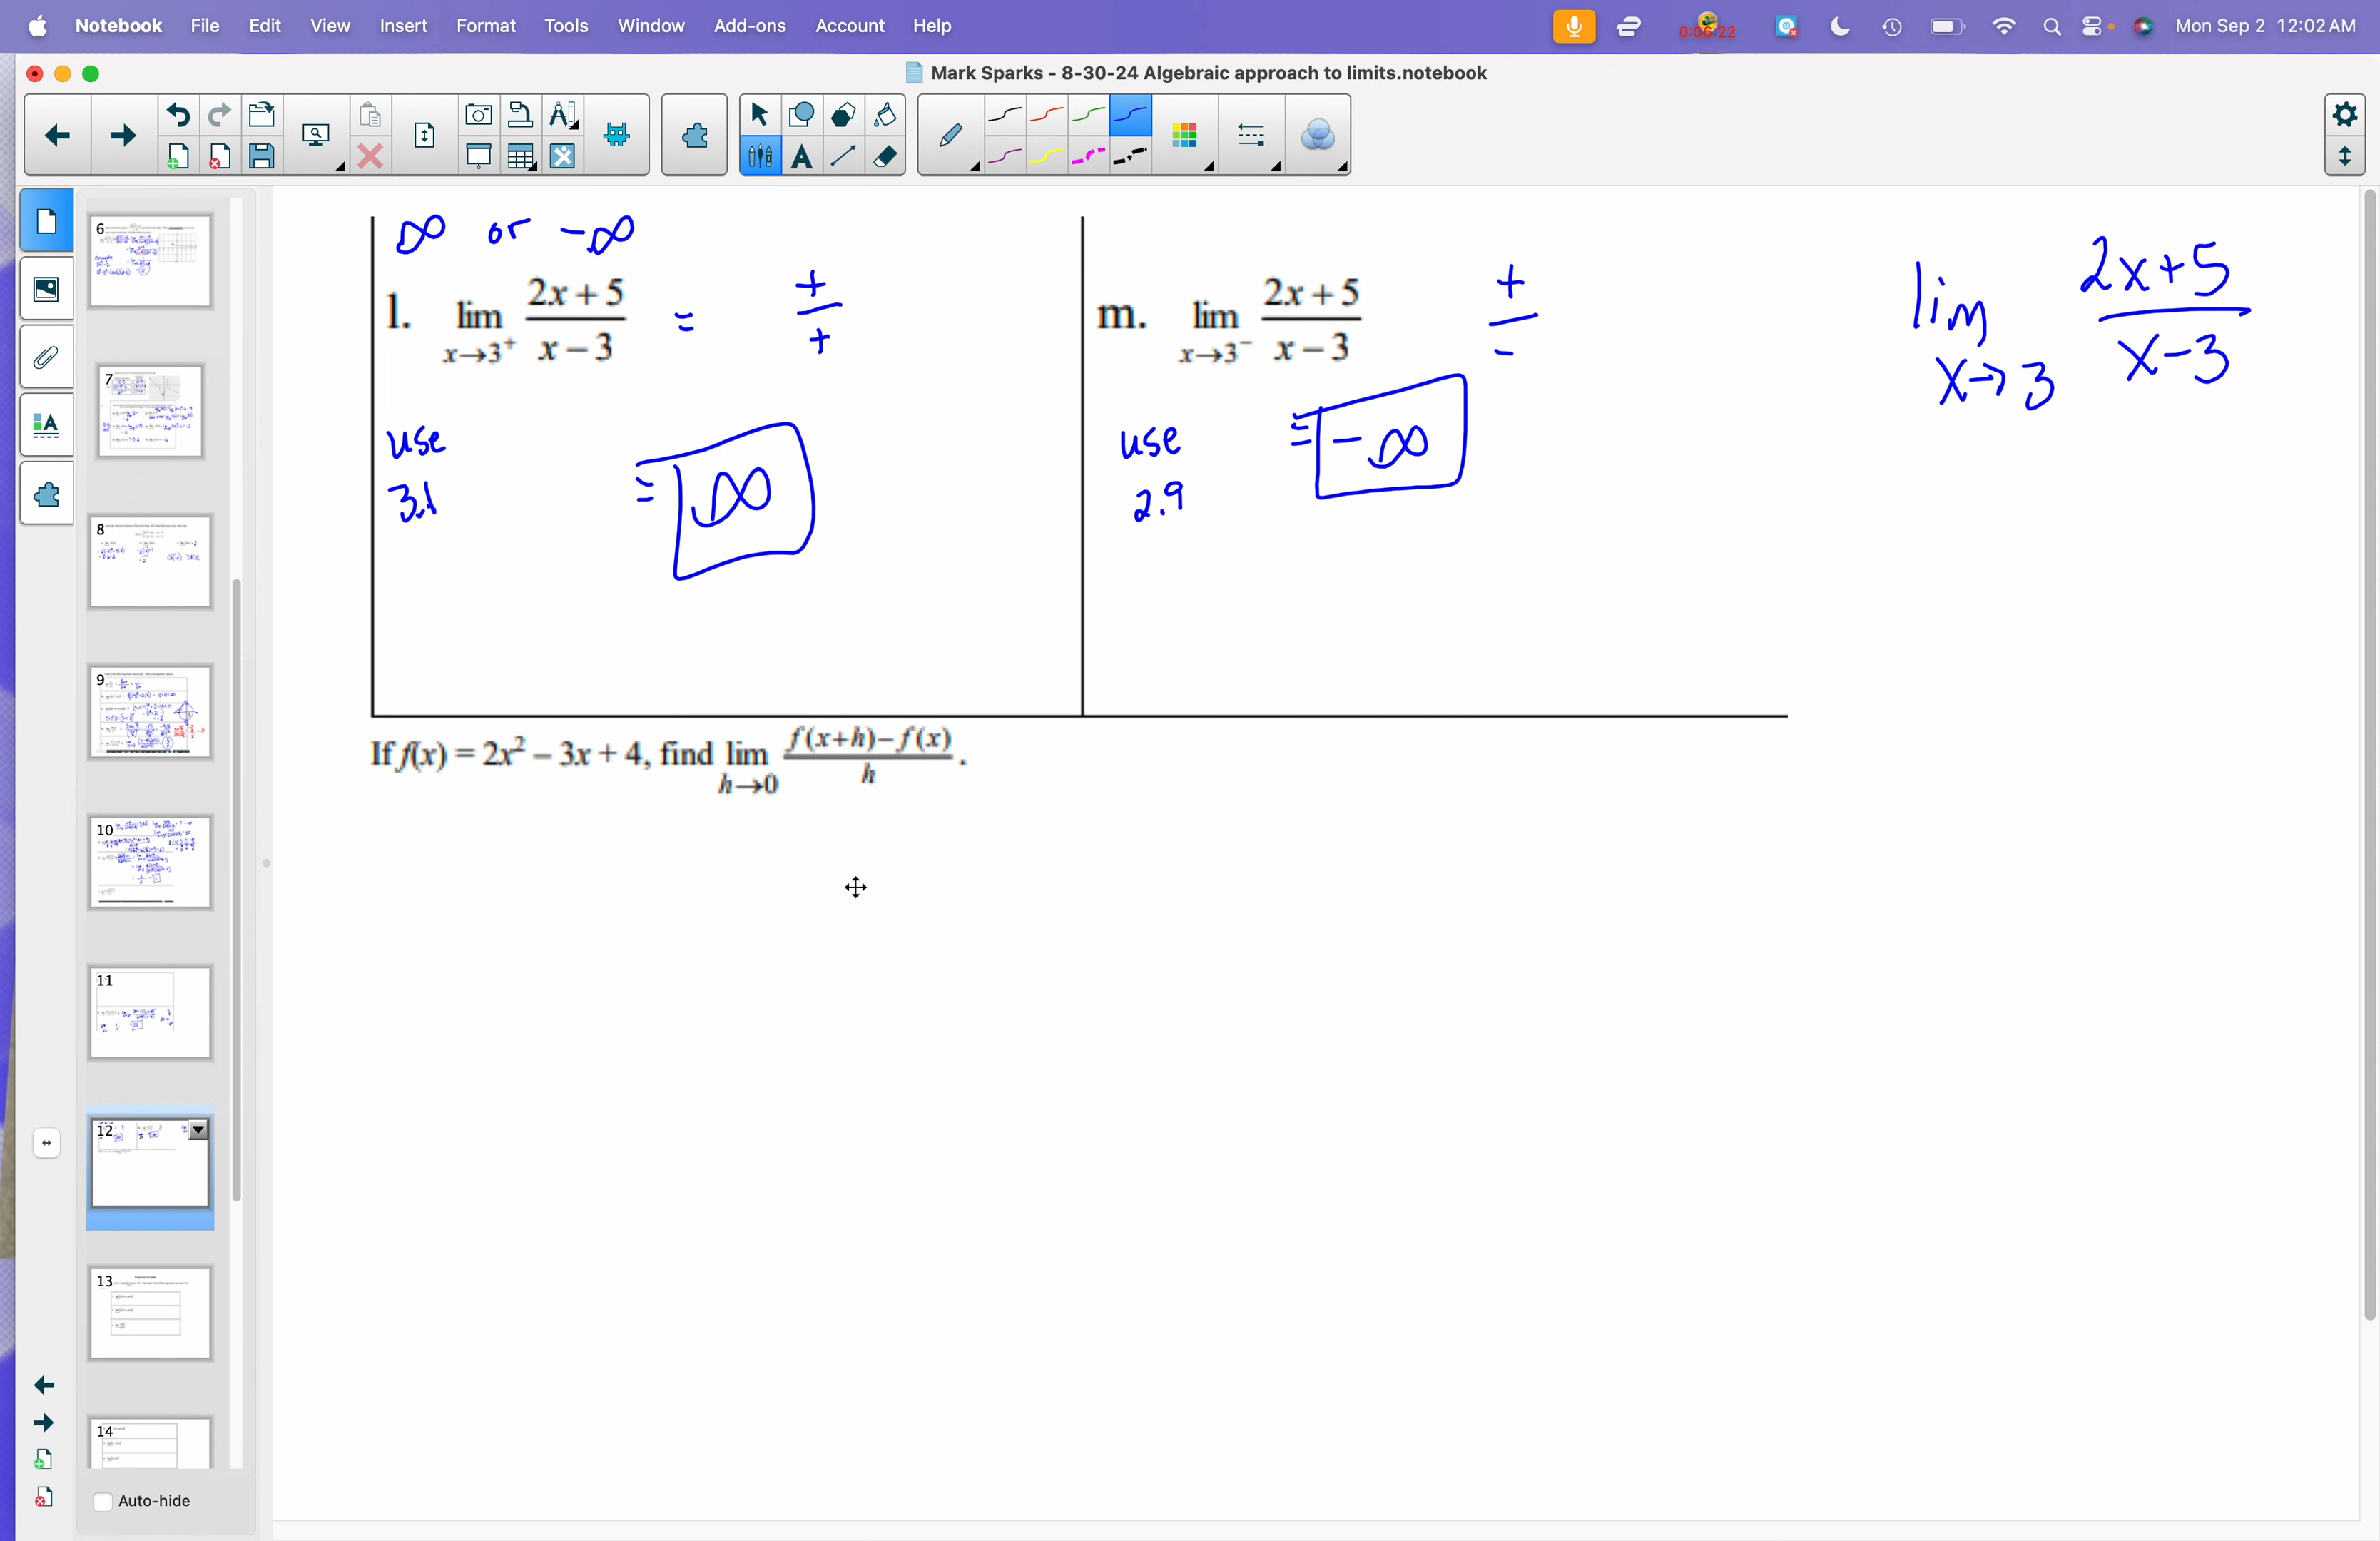 Notebook File Edit View Insert Format Tools Window Add-ons Account Help
0:06:22
Mon Sep 2 12:02 AM
Mark Sparks - 8-30-24 Algebraic approach to limits.notebook
6
7
8
9
10
11
12
13
14
Auto-hide
∞ or -∞
l. lim x→3⁺ (2x + 5)/(x − 3) = +/+
use
3.1
= ∞
m. lim x→3⁻ (2x + 5)/(x − 3) +/-
use
2.9
= -∞
lim x→3 (2x+5)/(x-3)
If f(x) = 2x² − 3x + 4, find lim h→0 (f(x+h)−f(x))/h .